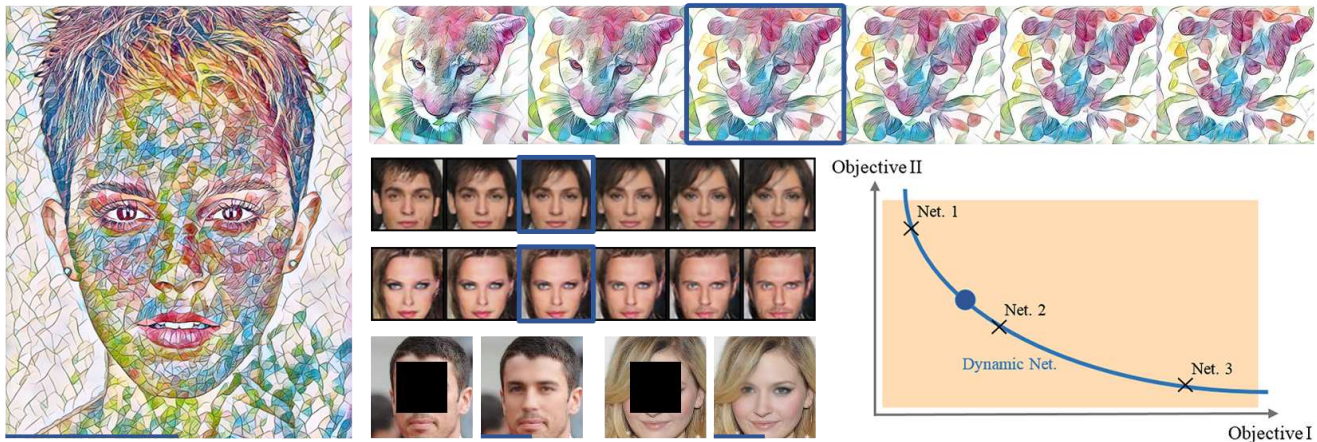 Objective II
Net. 1
Net. 2
Dynamic Net.
Net. 3
Objective I